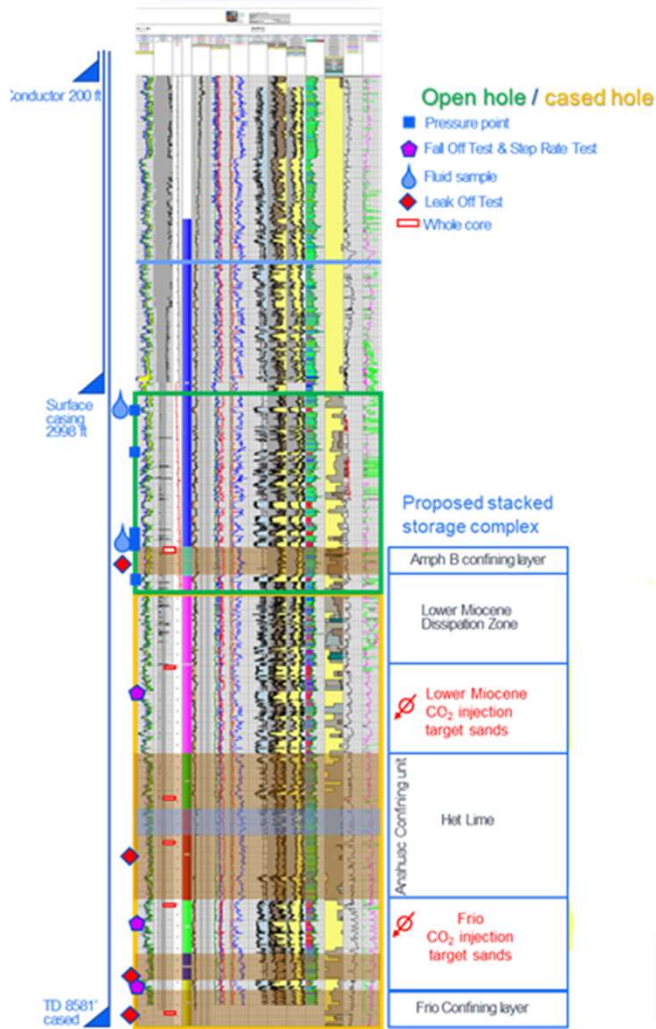 Conductor 200 ft
Open hole / cased hole
Pressure point
Fall Off Test & Step Rate Test
Fluid sample
Leak Off Test
Whole core
Surface
casing
2998 ft
Proposed stacked
storage complex
Amph B confining layer
Lower Miocene
Dissipation Zone
Lower Miocene
CO₂ injection
target sands
Anahuac Confining unit
Het Lime
Frio
CO₂ injection
target sands
TD 8581'
cased
Frio Confining layer